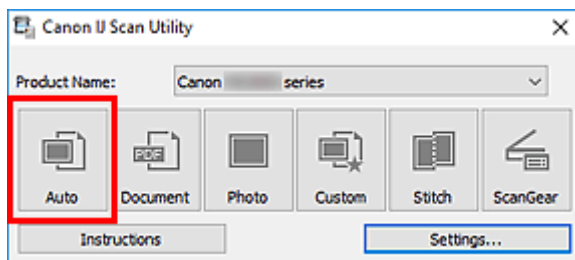 Canon IJ Scan Utility
Product Name: Canon series
PDF
Auto Document Photo Custom Stitch ScanGear
Instructions Settings...